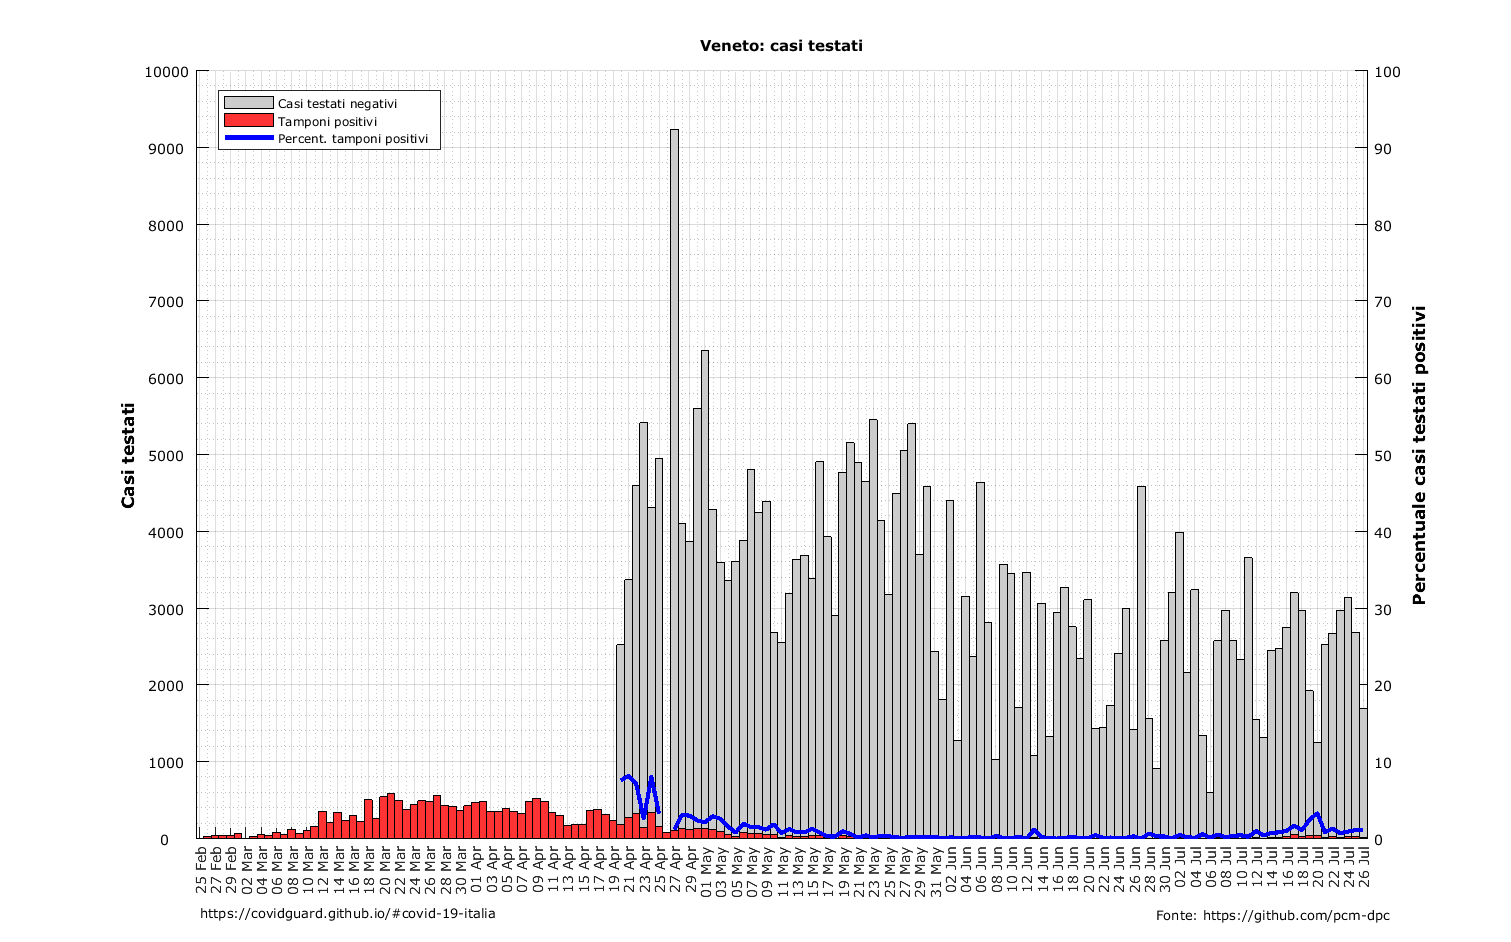 Veneto: casi testati
10000
9000
8000
7000
6000
5000
4000
3000
2000
1000
0
Casi testati
Casi testati negativi
Tamponi positivi
Percent. tamponi positivi
100
90
80
70
60
50
40
30
20
10
0
Percentuale casi testati positivi
25 Feb
27 Feb
29 Feb
02 Mar
04 Mar
06 Mar
08 Mar
10 Mar
12 Mar
14 Mar
16 Mar
18 Mar
20 Mar
22 Mar
24 Mar
26 Mar
28 Mar
30 Mar
01 Apr
03 Apr
05 Apr
07 Apr
09 Apr
11 Apr
13 Apr
15 Apr
17 Apr
19 Apr
21 Apr
23 Apr
25 Apr
27 Apr
29 Apr
01 May
03 May
05 May
07 May
09 May
11 May
13 May
15 May
17 May
19 May
21 May
23 May
25 May
27 May
29 May
31 May
02 Jun
04 Jun
06 Jun
08 Jun
10 Jun
12 Jun
14 Jun
16 Jun
18 Jun
20 Jun
22 Jun
24 Jun
26 Jun
28 Jun
30 Jun
02 Jul
04 Jul
06 Jul
08 Jul
10 Jul
12 Jul
14 Jul
16 Jul
18 Jul
20 Jul
22 Jul
24 Jul
26 Jul
https://covidguard.github.io/#covid-19-italia
Fonte: https://github.com/pcm-dpc